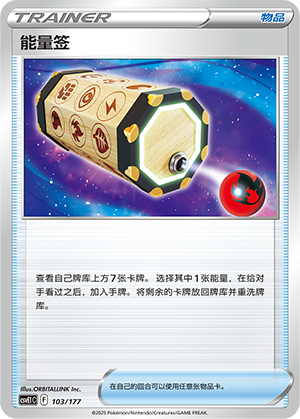 TRAINER
物品
能量签
查看自己牌库上方7张卡牌。选择其中1张能量，在给对
手看过之后，加入手牌。将剩余的卡牌放回牌库并重洗牌
库。
Illus.ORBITALLINK Inc.
F
103/177
在自己的回合可以使用任意张物品卡。
©2025 Pokémon/Nintendo/Creatures/GAME FREAK.